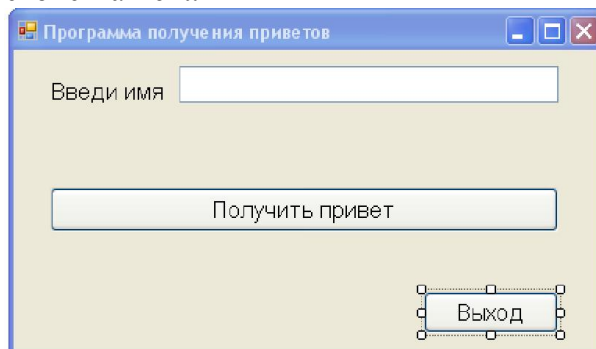 Программа получения приветов
Введи имя
Получить привет
Выход